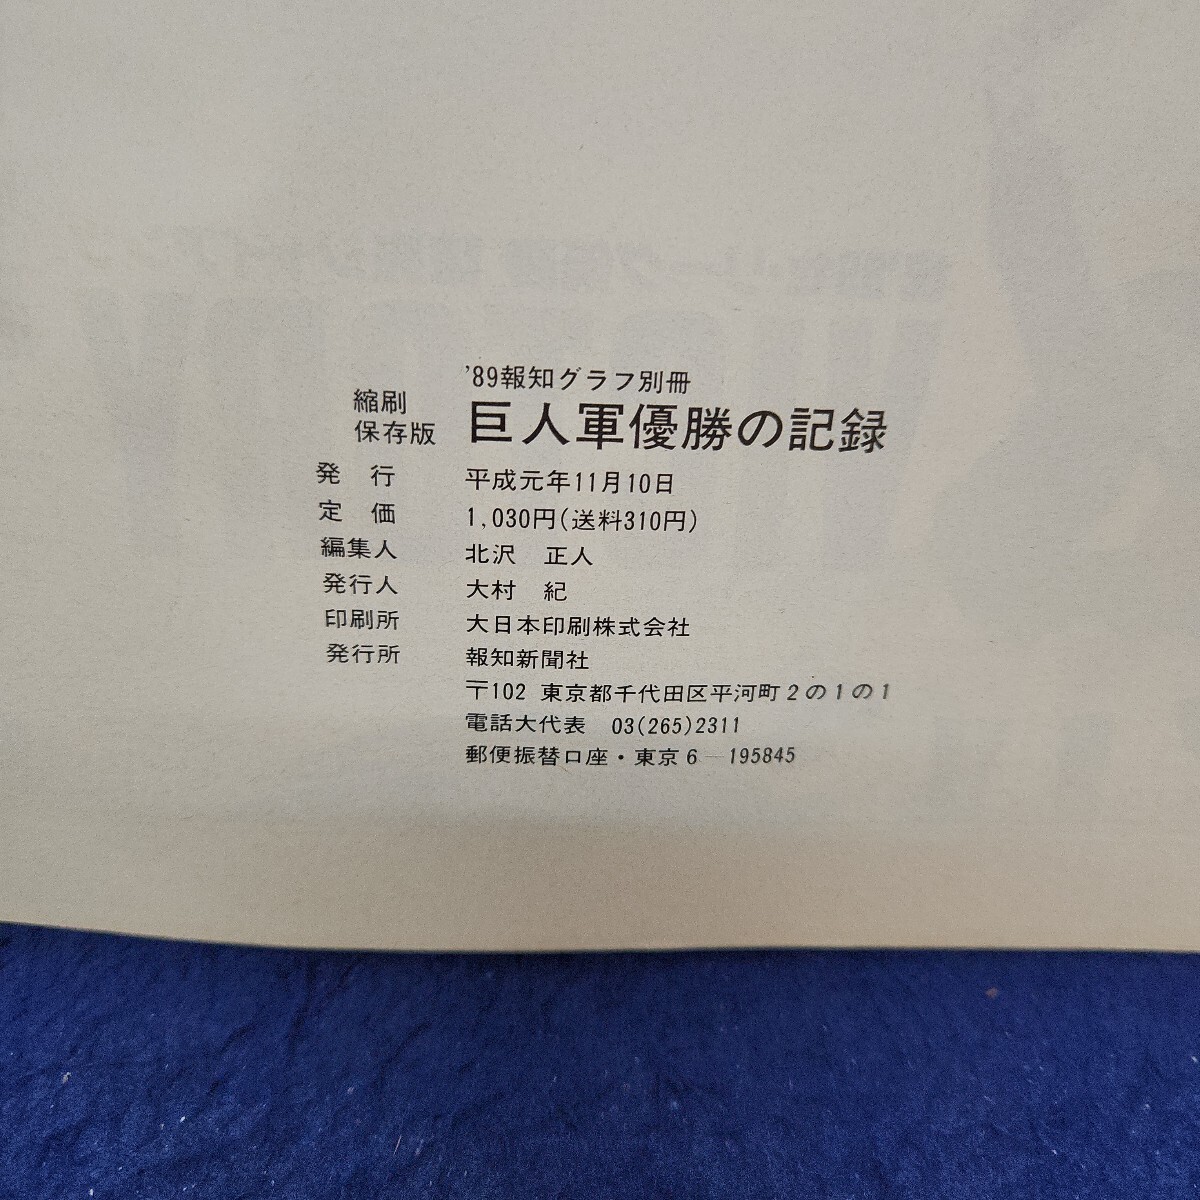 '89報知グラフ別冊
縮刷
保存版 巨人軍優勝の記録
発行 平成元年11月10日
定価 1,030円(送料310円)
編集人 北沢 正人
発行人 大村 紀
印刷所 大日本印刷株式会社
発行所 報知新聞社
〒102 東京都千代田区平河町2の1の1
電話大代表 03(265)2311
郵便振替口座・東京6―195845